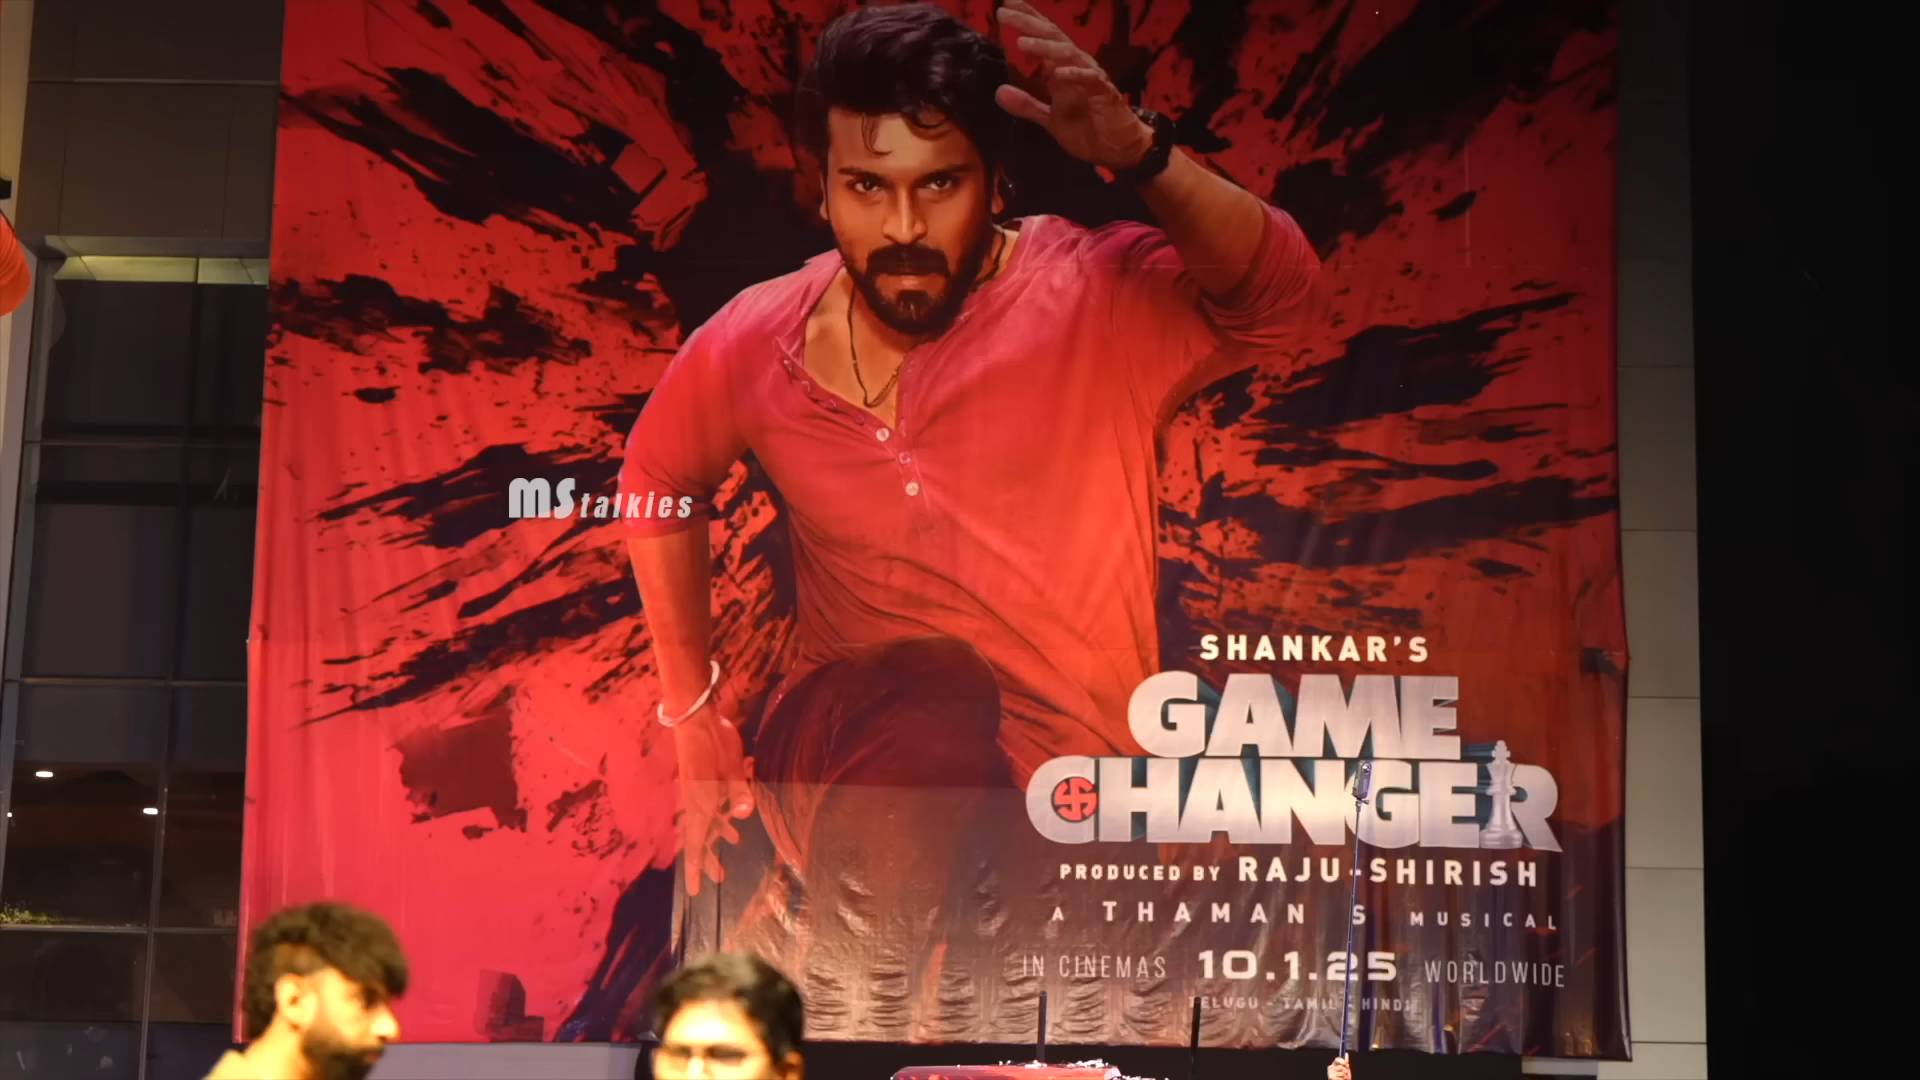 MS talkies
SHANKAR'S
GAME
CHANGER
PRODUCED BY RAJU-SHIRISH
A THAMAN S MUSICAL
IN CINEMAS 10.1.25 WORLDWIDE
TELUGU - TAMIL - HINDI